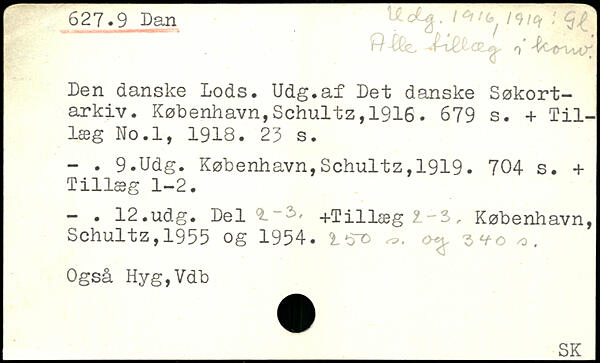 627.9 Dan
Udg. 1916, 1919: Gl.
Alle tillæg i konv.
Den danske Lods. Udg.af Det danske Søkort-
arkiv. København,Schultz,1916. 679 s. + Til-
læg No.1, 1918. 23 s.
- . 9.Udg. København,Schultz,1919. 704 s. +
Tillæg 1-2.
- . 12.udg. Del 2-3. +Tillæg 2-3. København,
Schultz,1955 og 1954. 250 s. og 340 s.
Også Hyg,Vdb
SK